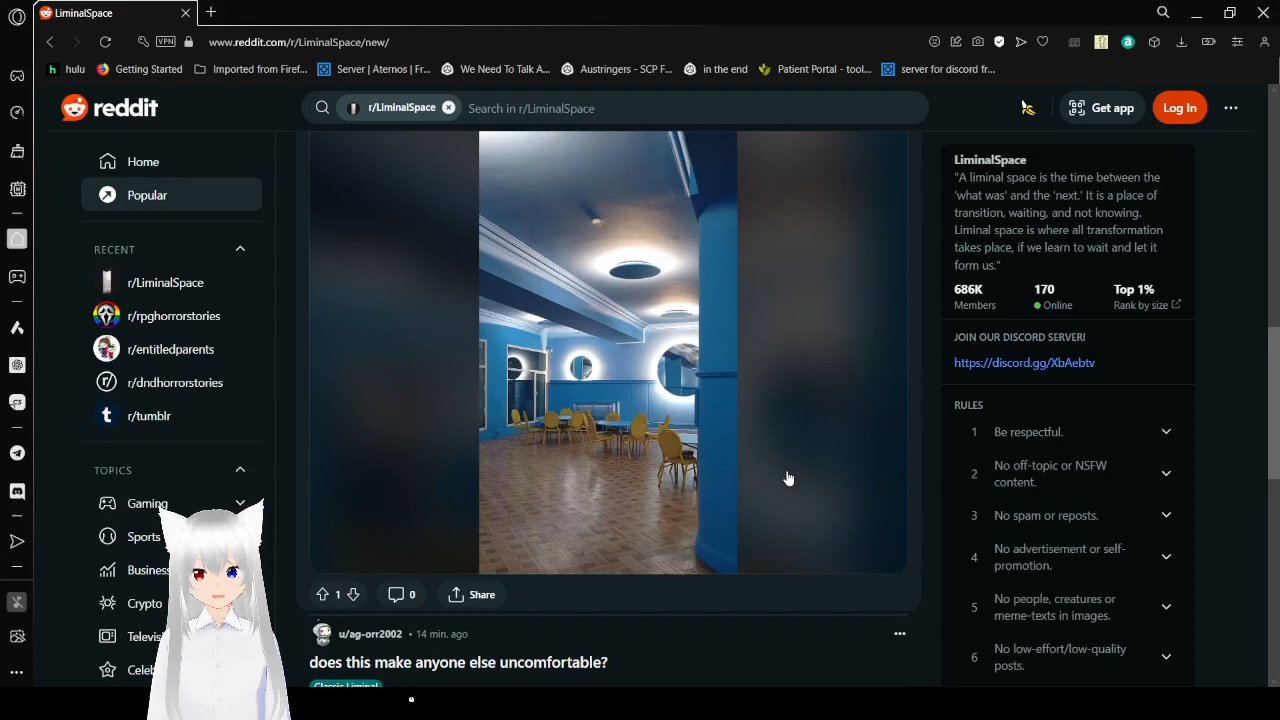 LiminalSpace
VPN
www.reddit.com/r/LiminalSpace/new/
hulu
Getting Started
Imported from Firef...
Server | Aternos | Fr...
We Need To Talk A...
Austringers - SCP F...
in the end
Patient Portal - tool...
server for discord fr...
reddit
r/LiminalSpace
Search in r/LiminalSpace
Get app
Log In
Home
Popular
RECENT
r/LiminalSpace
r/rpghorrorstories
r/entitledparents
r/dndhorrorstories
r/tumblr
TOPICS
Gaming
Sports
Business
Crypto
1
0
Share
u/ag-orr2002 • 14 min. ago
does this make anyone else uncomfortable?
Classic Liminal
LiminalSpace
"A liminal space is the time between the
'what was' and the 'next.' It is a place of
transition, waiting, and not knowing.
Liminal space is where all transformation
takes place, if we learn to wait and let it
form us."
686K
170
Top 1%
Members
Online
Rank by size
JOIN OUR DISCORD SERVER!
https://discord.gg/XbAebtv
RULES
1 Be respectful.
2 No off-topic or NSFW
content.
3 No spam or reposts.
4 No advertisement or self-
promotion.
5 No people, creatures or
meme-texts in images.
6 No low-effort/low-quality
posts.